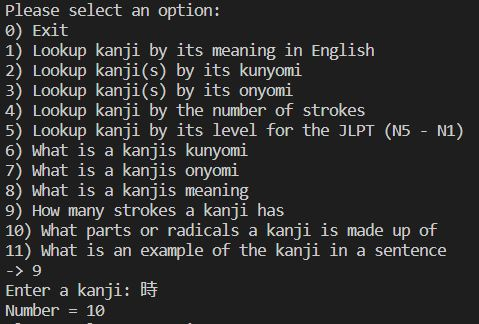 Please select an option:
0) Exit
1) Lookup kanji by its meaning in English
2) Lookup kanji(s) by its kunyomi
3) Lookup kanji(s) by its onyomi
4) Lookup kanji by the number of strokes
5) Lookup kanji by its level for the JLPT (N5 - N1)
6) What is a kanjis kunyomi
7) What is a kanjis onyomi
8) What is a kanjis meaning
9) How many strokes a kanji has
10) What parts or radicals a kanji is made up of
11) What is an example of the kanji in a sentence
-> 9
Enter a kanji: 時
Number = 10